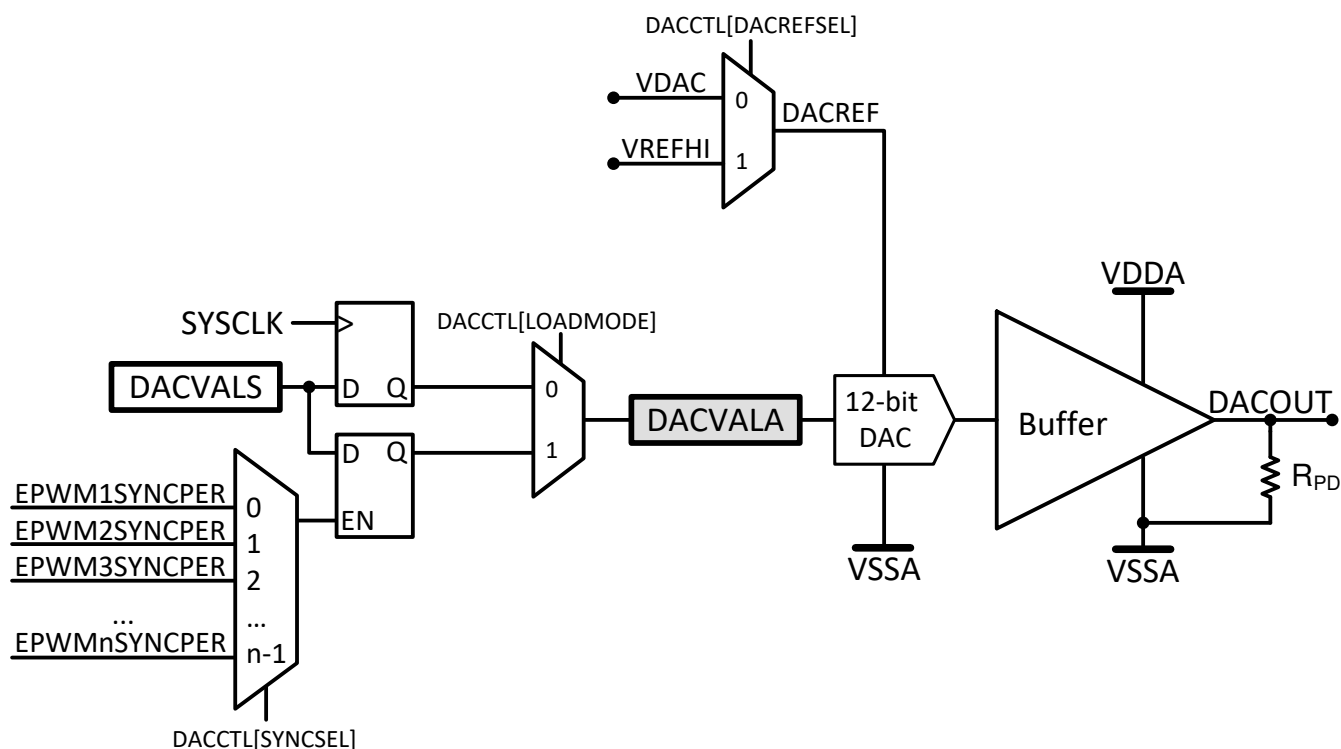 DACCTL[DACREFSEL]
VDAC
0
DACREF
VREFHI
1
VDDA
SYSCLK
DACCTL[LOADMODE]
DACVALS
D
Q
0
DACVALA
12-bit
DAC
Buffer
DACOUT
D
Q
1
EN
RPD
EPWM1SYNCPER
0
EPWM2SYNCPER
1
EPWM3SYNCPER
2
...
...
EPWMnSYNCPER
n-1
VSSA
VSSA
DACCTL[SYNCSEL]